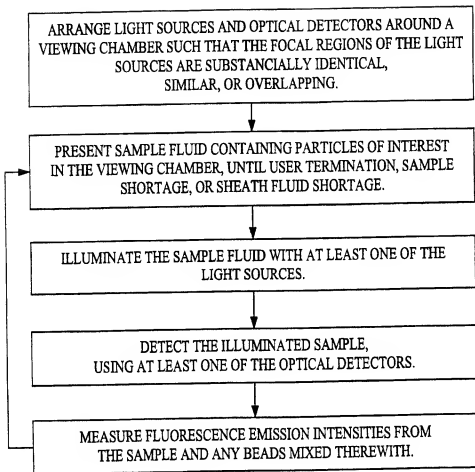 ARRANGE LIGHT SOURCES AND OPTICAL DETECTORS AROUND A
VIEWING CHAMBER SUCH THAT THE FOCAL REGIONS OF THE LIGHT
SOURCES ARE SUBSTANCIALLY IDENTICAL,
SIMILAR, OR OVERLAPPING.
PRESENT SAMPLE FLUID CONTAINING PARTICLES OF INTEREST
IN THE VIEWING CHAMBER, UNTIL USER TERMINATION, SAMPLE
SHORTAGE, OR SHEATH FLUID SHORTAGE.
ILLUMINATE THE SAMPLE FLUID WITH AT LEAST ONE OF THE
LIGHT SOURCES.
DETECT THE ILLUMINATED SAMPLE,
USING AT LEAST ONE OF THE OPTICAL DETECTORS.
MEASURE FLUORESCENCE EMISSION INTENSITIES FROM
THE SAMPLE AND ANY BEADS MIXED THEREWITH.